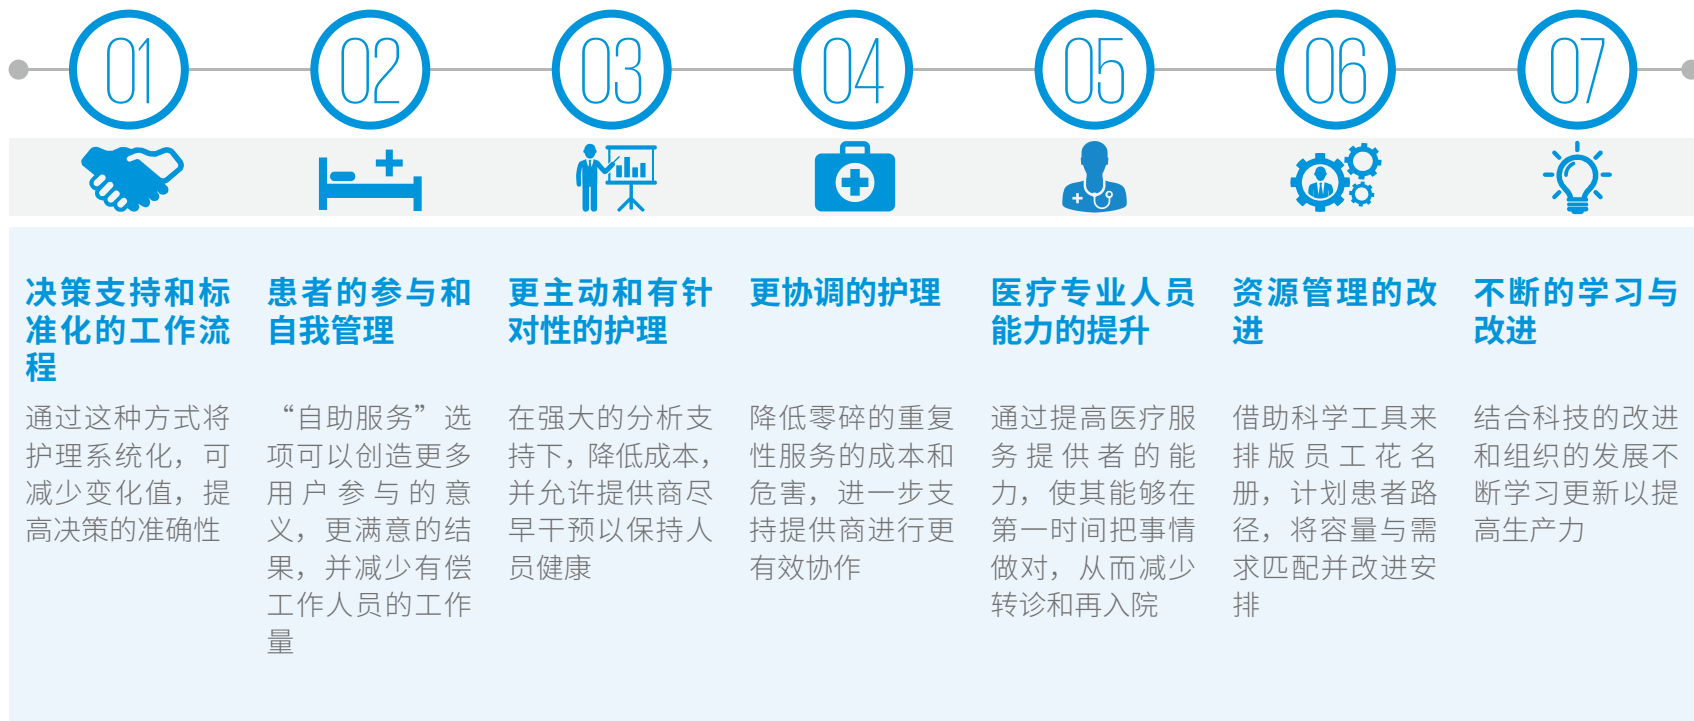 01
02
03
04
05
06
07
决策支持和标
准化的工作流
程
通过这种方式将
护理系统化，可
减少变化值，提
高决策的准确性
患者的参与和
自我管理
“自助服务”选
项可以创造更多
用户参与的意
义，更满意的结
果，并减少有偿
工作人员的工作
量
更主动和有针
对性的护理
在强大的分析支
持下，降低成本，
并允许提供商尽
早干预以保持人
员健康
更协调的护理
降低零碎的重复
性服务的成本和
危害，进一步支
持提供商进行更
有效协作
医疗专业人员
能力的提升
通过提高医疗服
务提供者的能
力，使其能够在
第一时间把事情
做对，从而减少
转诊和再入院
资源管理的改
进
借助科学工具来
排版员工花名
册，计划患者路
径，将容量与需
求匹配并改进安
排
不断的学习与
改进
结合科技的改进
和组织的发展不
断学习更新以提
高生产力